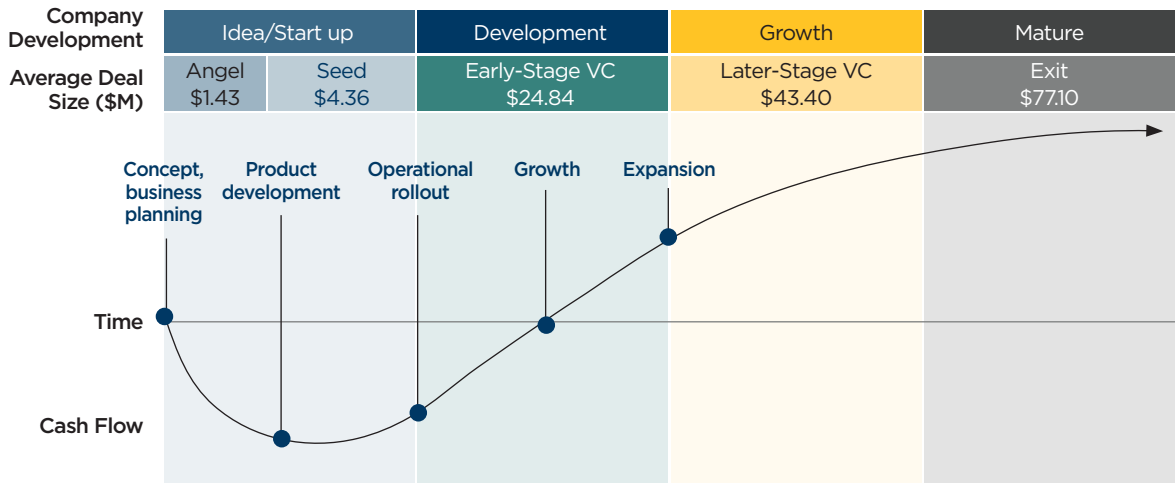 Company
Development
Idea/Start up
Development
Growth
Mature
Average Deal
Size ($M)
Angel
$1.43
Seed
$4.36
Early-Stage VC
$24.84
Later-Stage VC
$43.40
Exit
$77.10
Concept,
business
planning
Product
development
Operational
rollout
Growth
Expansion
Time
Cash Flow